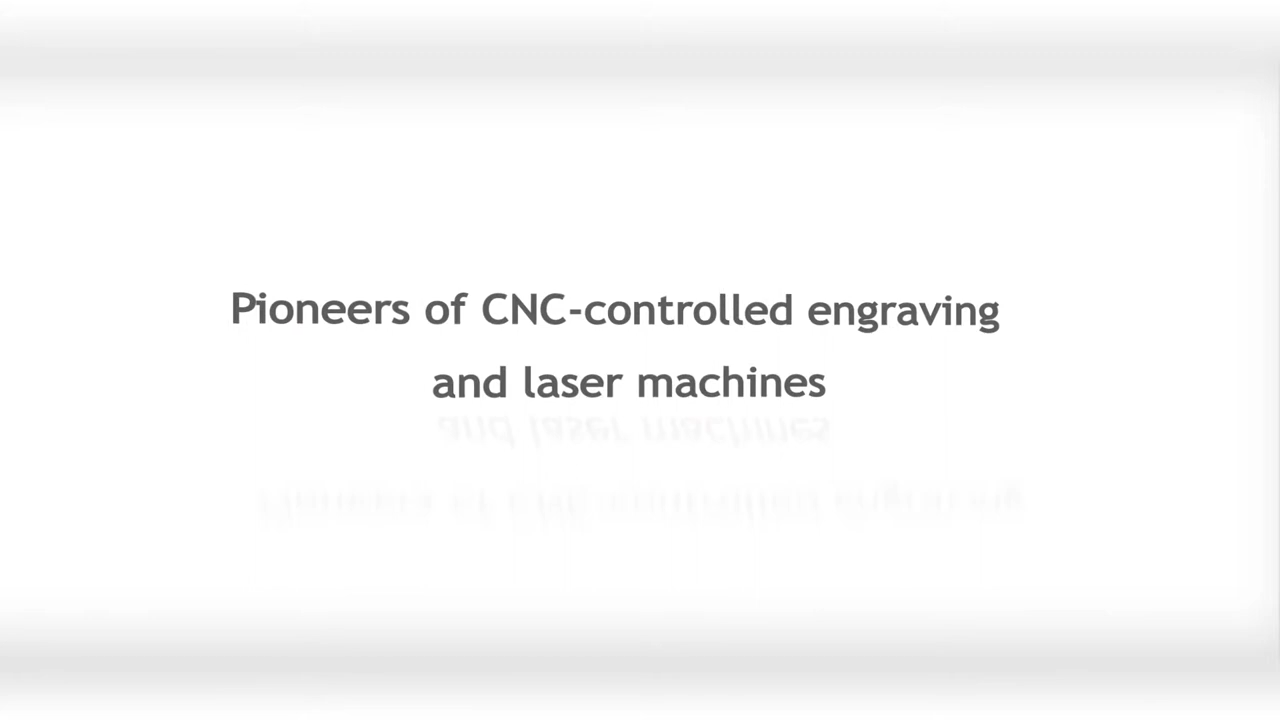 Pioneers of CNC-controlled engraving
and laser machines